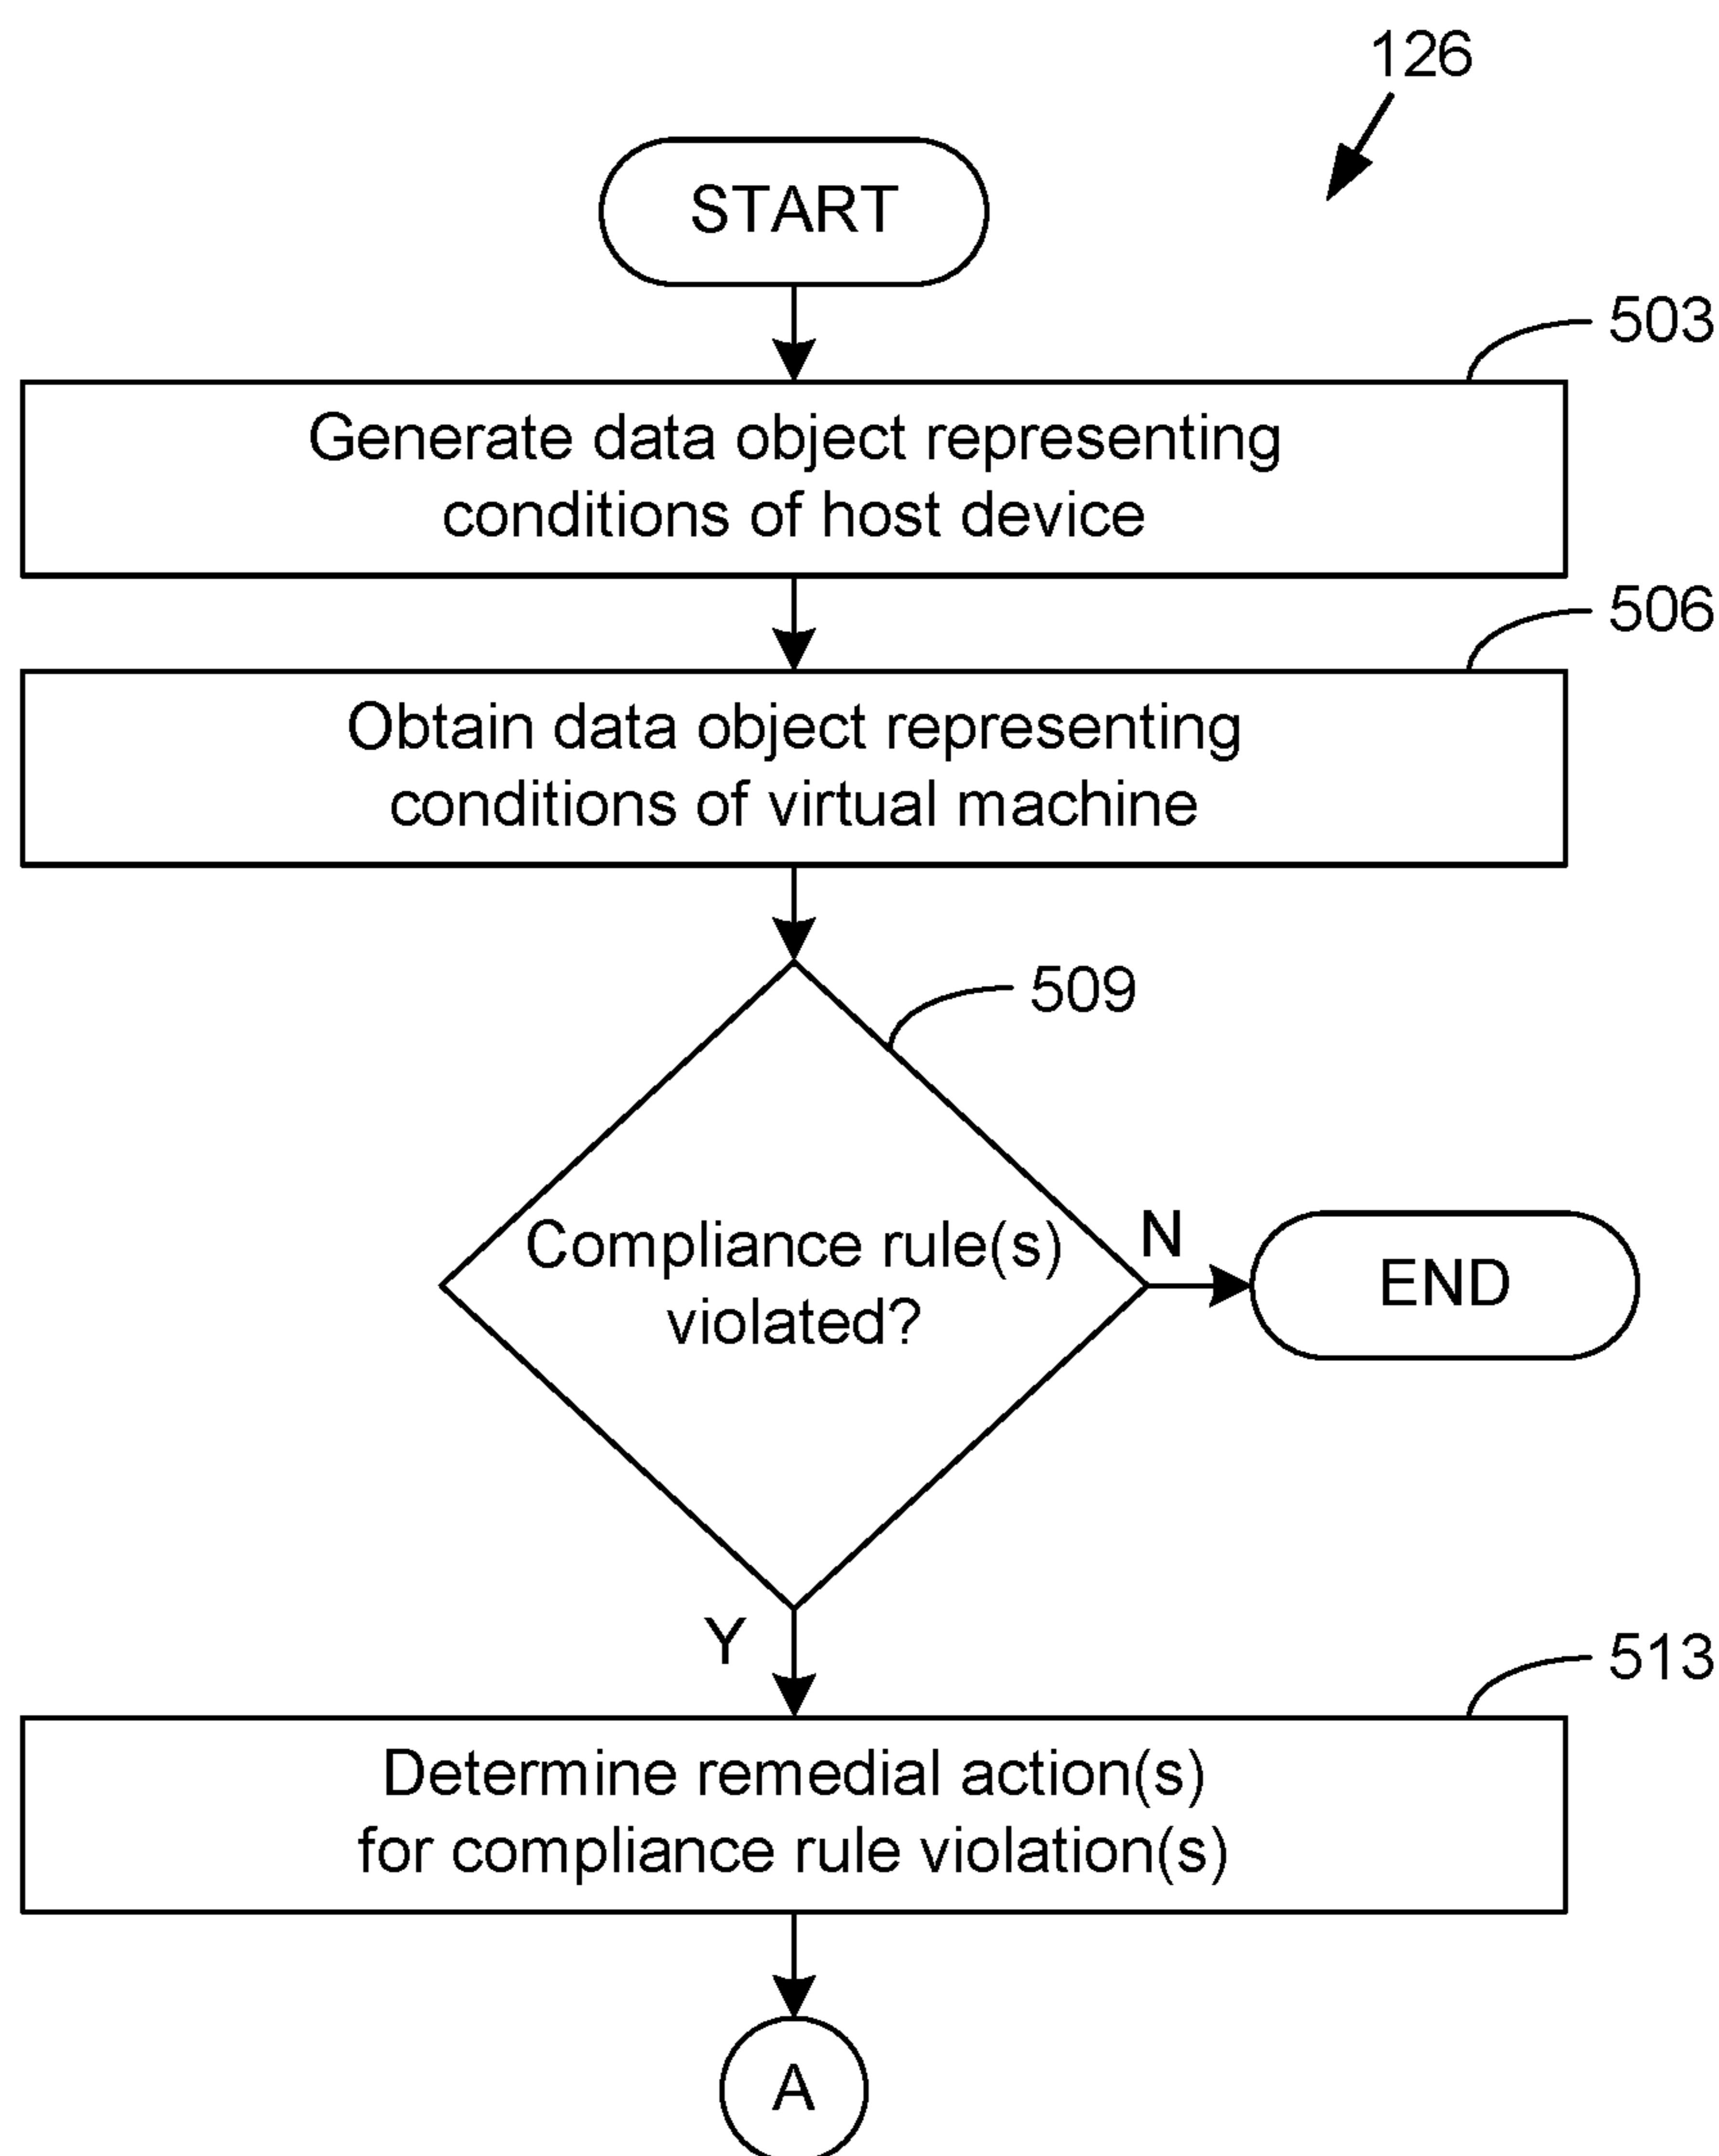 126
START
503
Generate data object representing
conditions of host device
506
Obtain data object representing
conditions of virtual machine
509
Compliance rule(s)
violated?
N
END
Y
513
Determine remedial action(s)
for compliance rule violation(s)
A